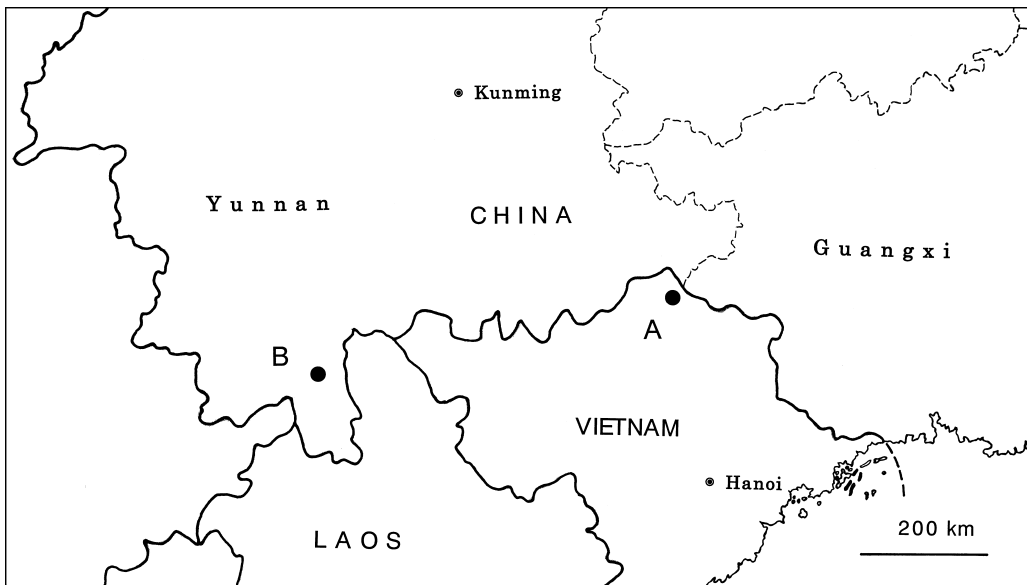 Kunming
Yunnan
CHINA
Guangxi
A
B
VIETNAM
Hanoi
LAOS
200 km